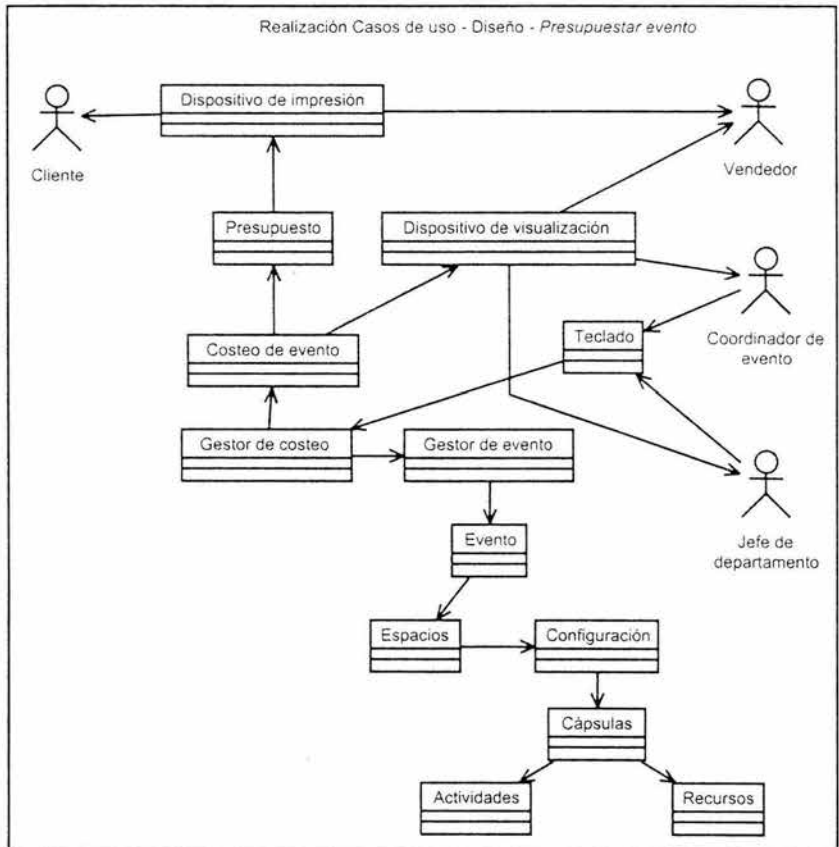 Realización Casos de uso - Diseño - Presupuestar evento
Dispositivo de impresión
Cliente
Vendedor
Presupuesto
Dispositivo de visualización
Costeo de evento
Teclado
Coordinador de
evento
Gestor de costeo
Gestor de evento
Evento
Jefe de
departamento
Espacios
Configuración
Cápsulas
Actividades
Recursos